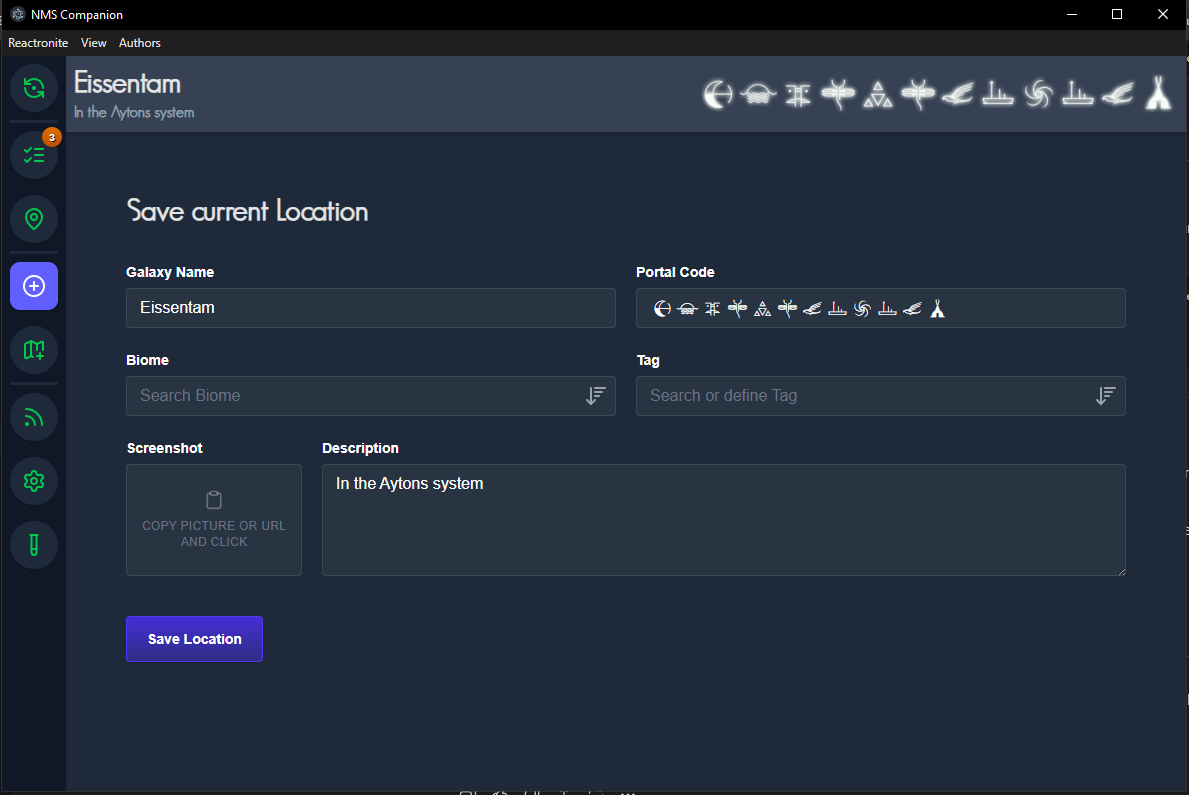 NMS Companion
Reactronite View Authors
Eissentam
In the Aytons system
3
Save current Location
Galaxy Name
Portal Code
Eissentam
Biome
Tag
Search Biome
Search or define Tag
Screenshot
Description
In the Aytons system
COPY PICTURE OR URL
AND CLICK
Save Location